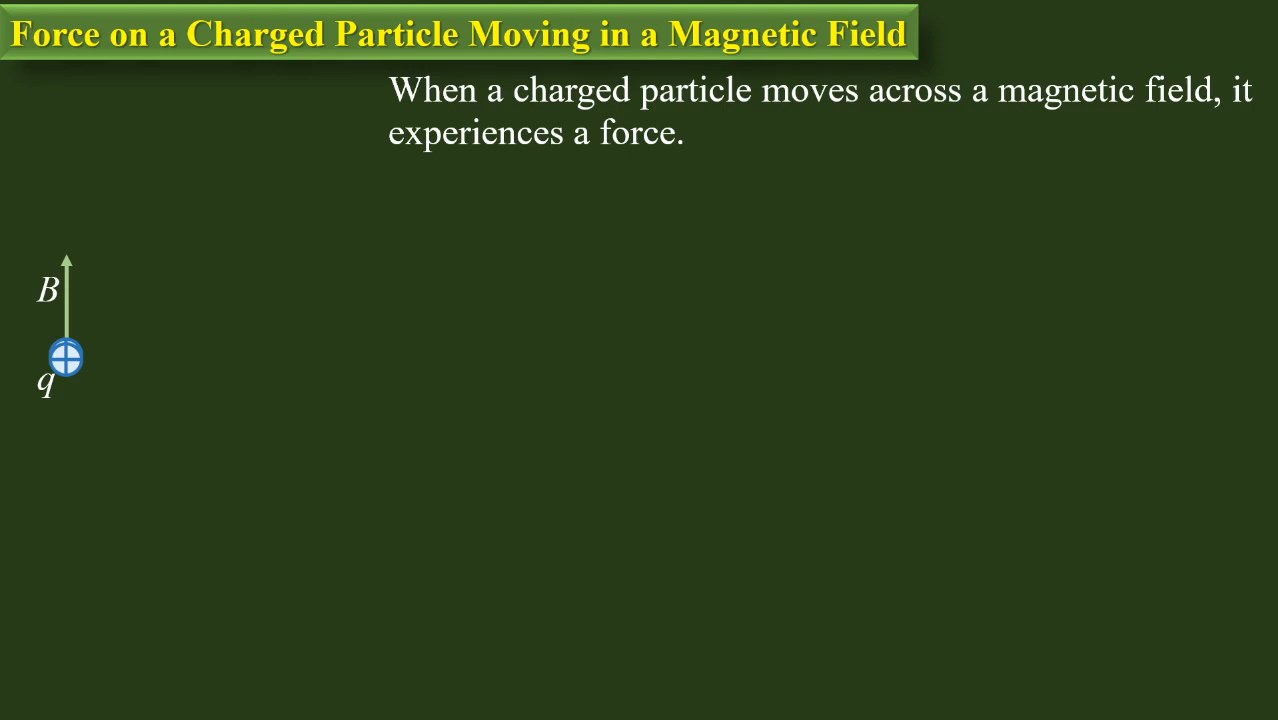 Force on a Charged Particle Moving in a Magnetic Field
When a charged particle moves across a magnetic field, it
experiences a force.
B
q